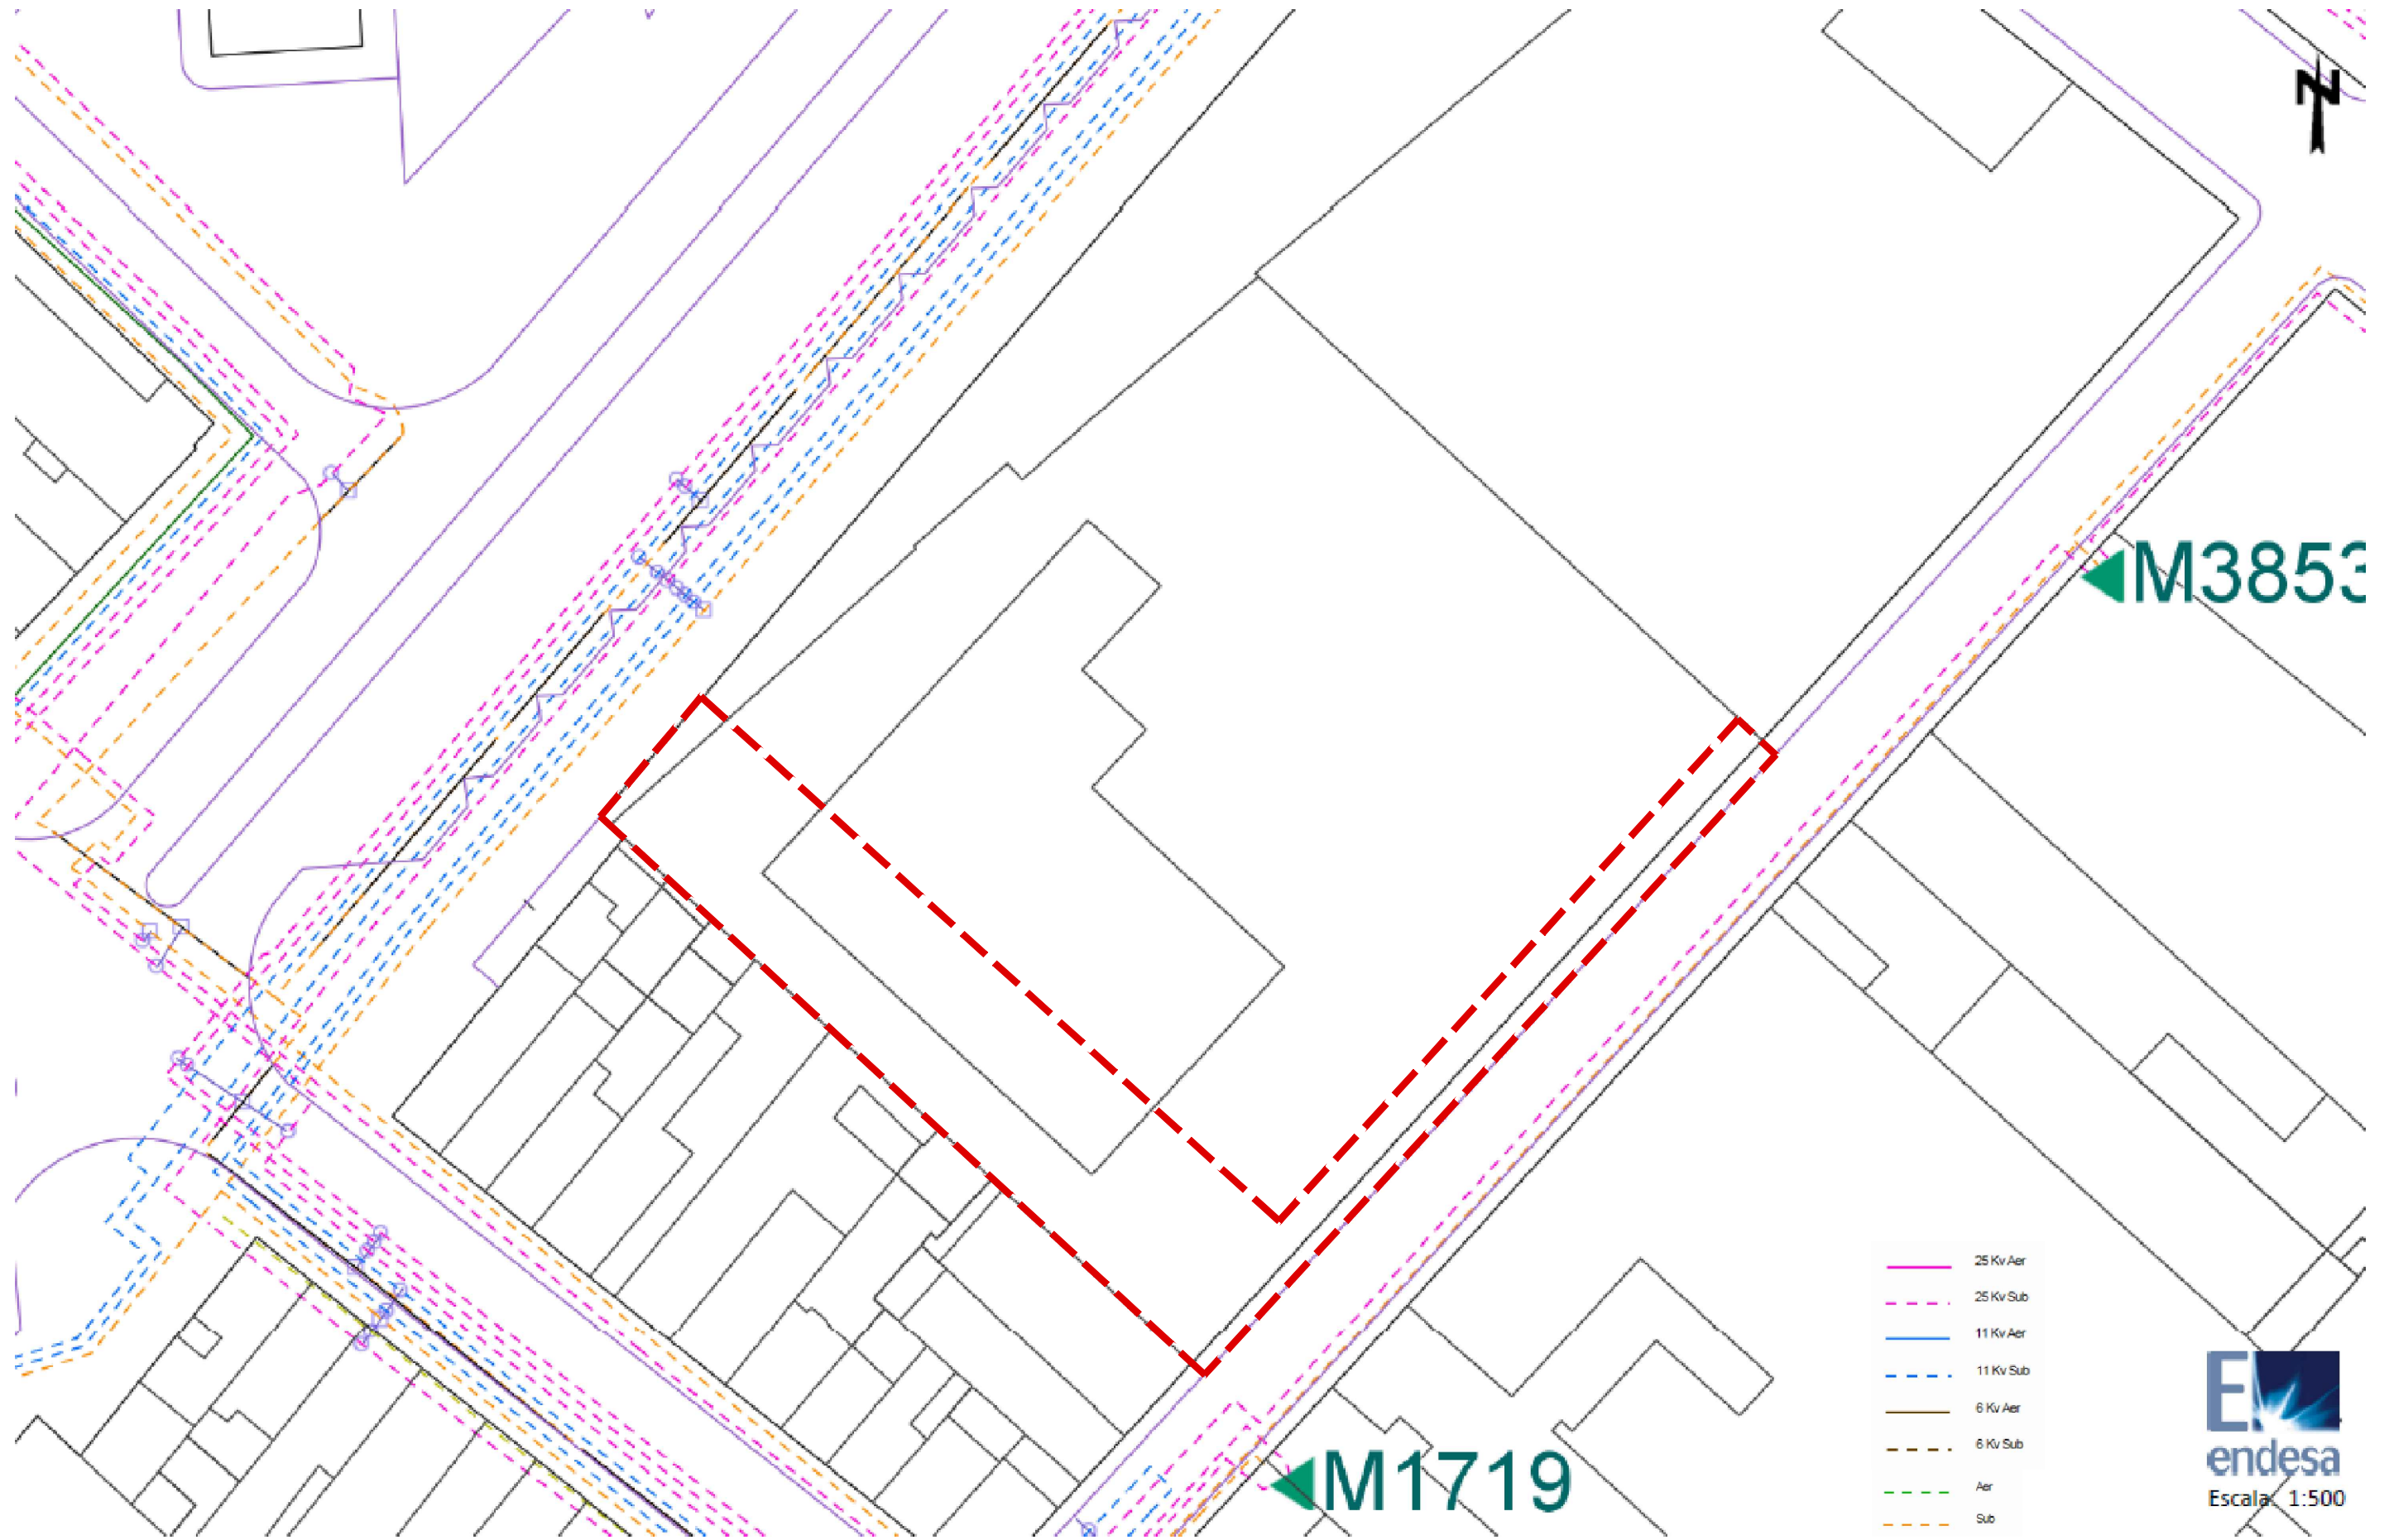 N
M3853
25 Kv Aer
25 Kv Sub
11 Kv Aer
11 Kv Sub
6 Kv Aer
6 Kv Sub
Aer
Sub
M1719
E
endesa
Escala: 1:500